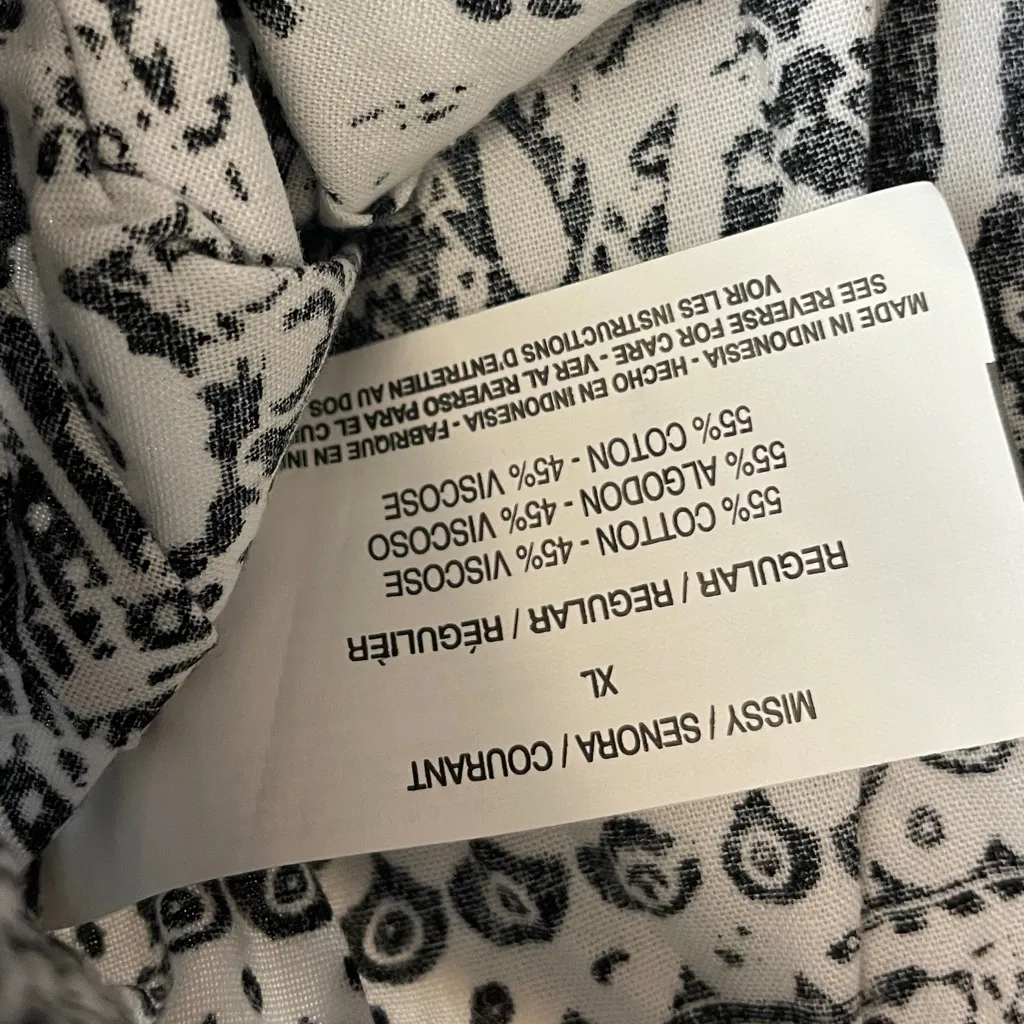 MISSY / SENORA / COURANT
XL
REGULAR / REGULAR / RÉGULIÈR
55% COTTON - 45% VISCOSE
55% ALGODON - 45% VISCOSO
55% COTON - 45% VISCOSE
MADE IN INDONESIA - HECHO EN INDONESIA - FABRIQUE EN
SEE REVERSE FOR CARE - VER AL REVERSO PARA EL
VOIR LES INSTRUCTIONS D'ENTRETIEN AU DOS